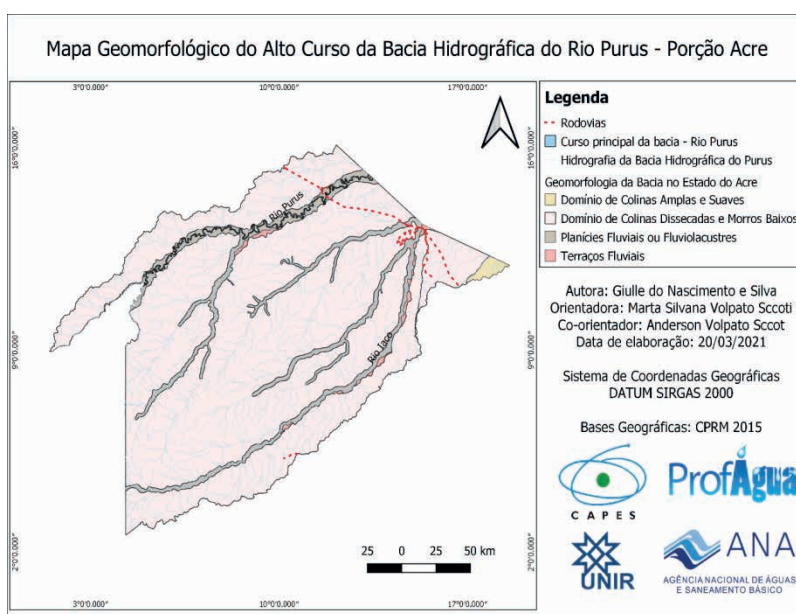 Mapa Geomorfológico do Alto Curso da Bacia Hidrográfica do Rio Purus - Porção Acre
3°0'0.000"
10°0'0.000"
17°0'0.000"
16°0'0.000"
9°0'0.000"
2°0'0.000"
16°0'0.000"
9°0'0.000"
2°0'0.000"
Rio Purus
Rio Iaco
25 0 25 50 km
3°0'0.000"
10°0'0.000"
17°0'0.000"
Legenda
Rodovias
Curso principal da bacia - Rio Purus
Hidrografia da Bacia Hidrográfica do Purus
Geomorfologia da Bacia no Estado do Acre
Domínio de Colinas Amplas e Suaves
Domínio de Colinas Dissecadas e Morros Baixos
Planícies Fluviais ou Fluviolacustres
Terraços Fluviais
Autora: Giulle do Nascimento e Silva
Orientadora: Marta Silvana Volpato Sccoti
Co-orientador: Anderson Volpato Sccot
Data de elaboração: 20/03/2021
Sistema de Coordenadas Geográficas
DATUM SIRGAS 2000
Bases Geográficas: CPRM 2015
CAPES
ProfÁgua
UNIR
ANA
AGÊNCIA NACIONAL DE ÁGUAS
E SANEAMENTO BÁSICO